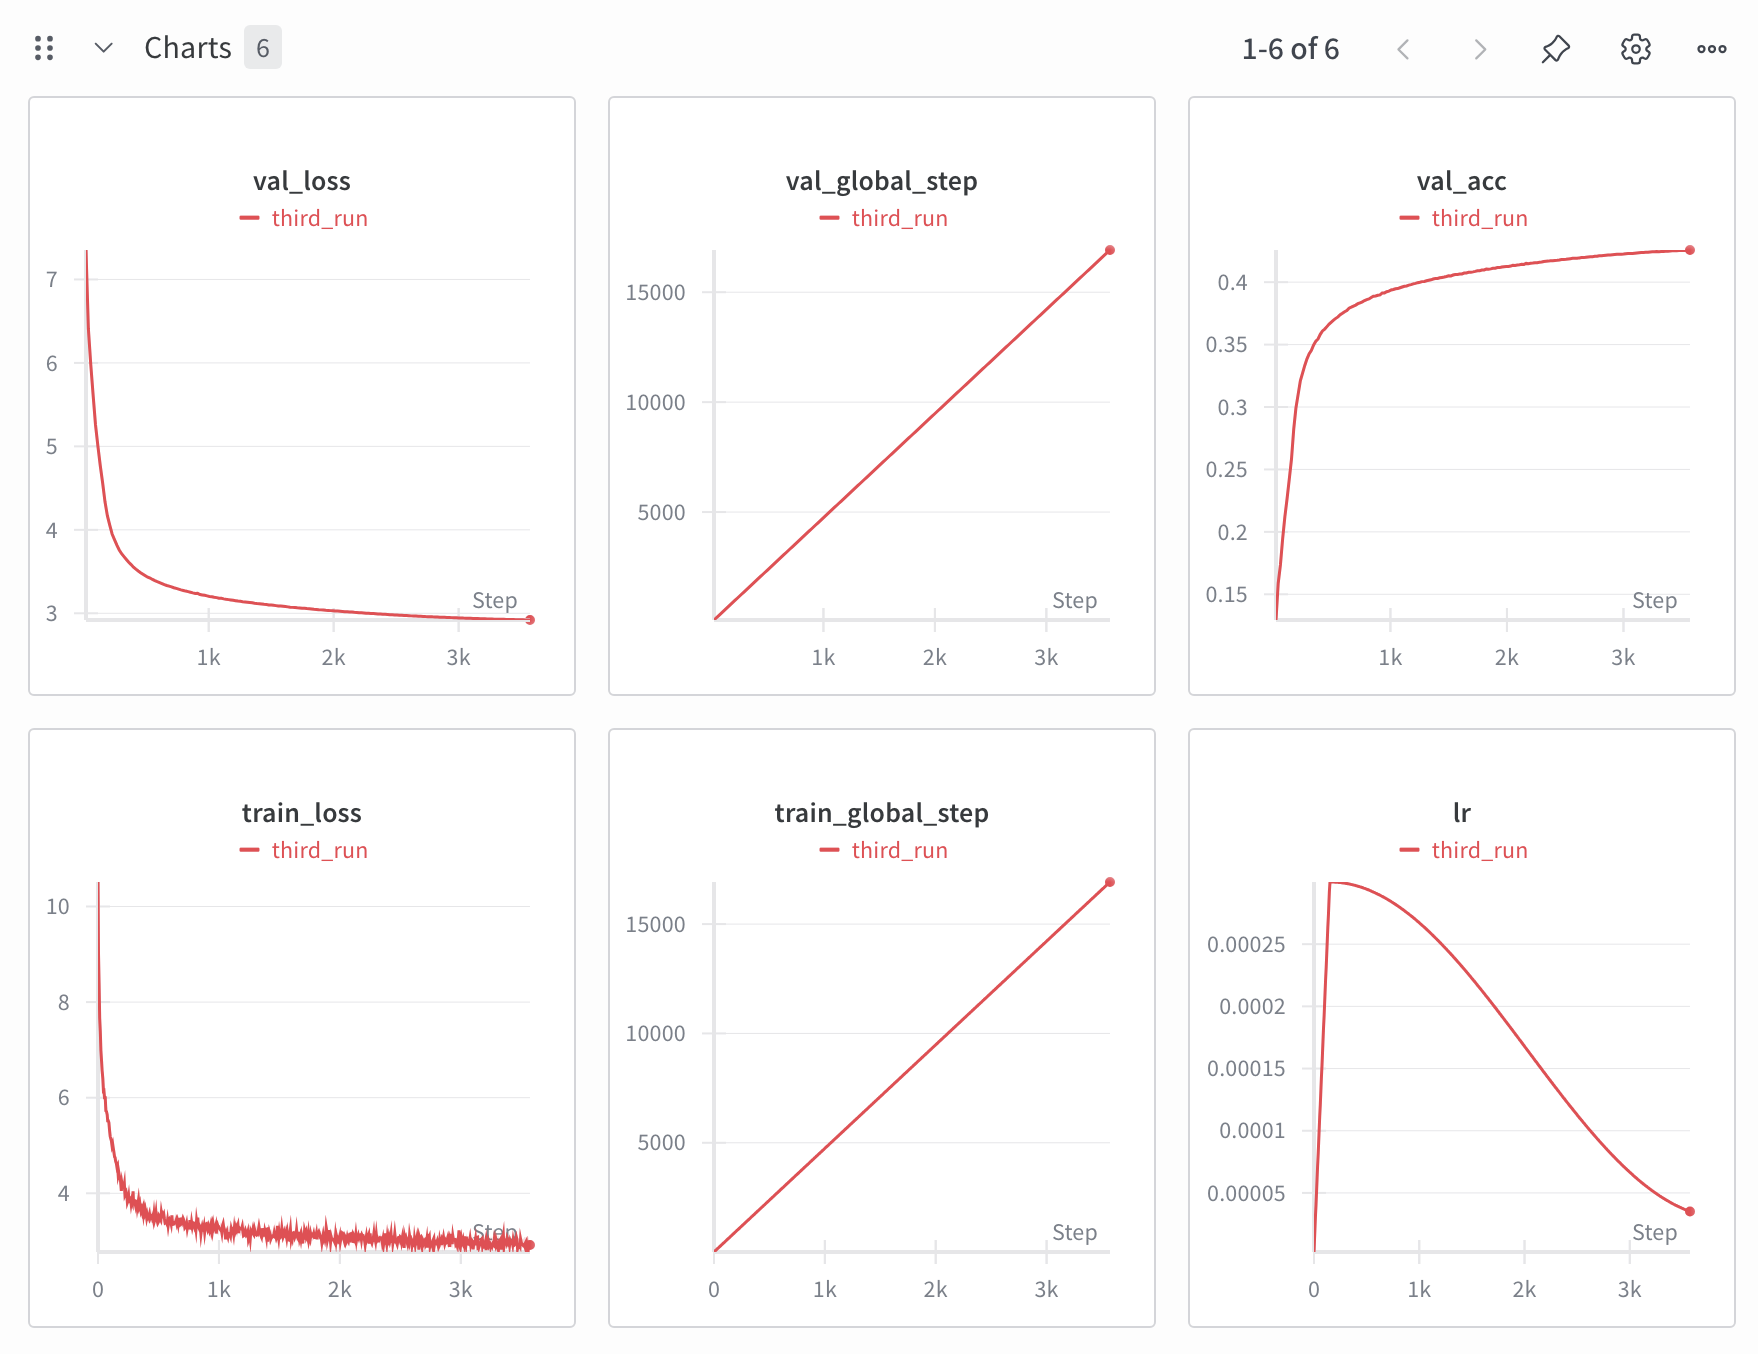 Charts 6
1-6 of 6
val_loss
third_run
7
6
5
4
3
Step
1k 2k 3k
val_global_step
third_run
15000
10000
5000
Step
1k 2k 3k
val_acc
third_run
0.4
0.35
0.3
0.25
0.2
0.15
Step
1k 2k 3k
train_loss
third_run
10
8
6
4
Step
0 1k 2k 3k
train_global_step
third_run
15000
10000
5000
Step
0 1k 2k 3k
lr
third_run
0.00025
0.0002
0.00015
0.0001
0.00005
Step
0 1k 2k 3k